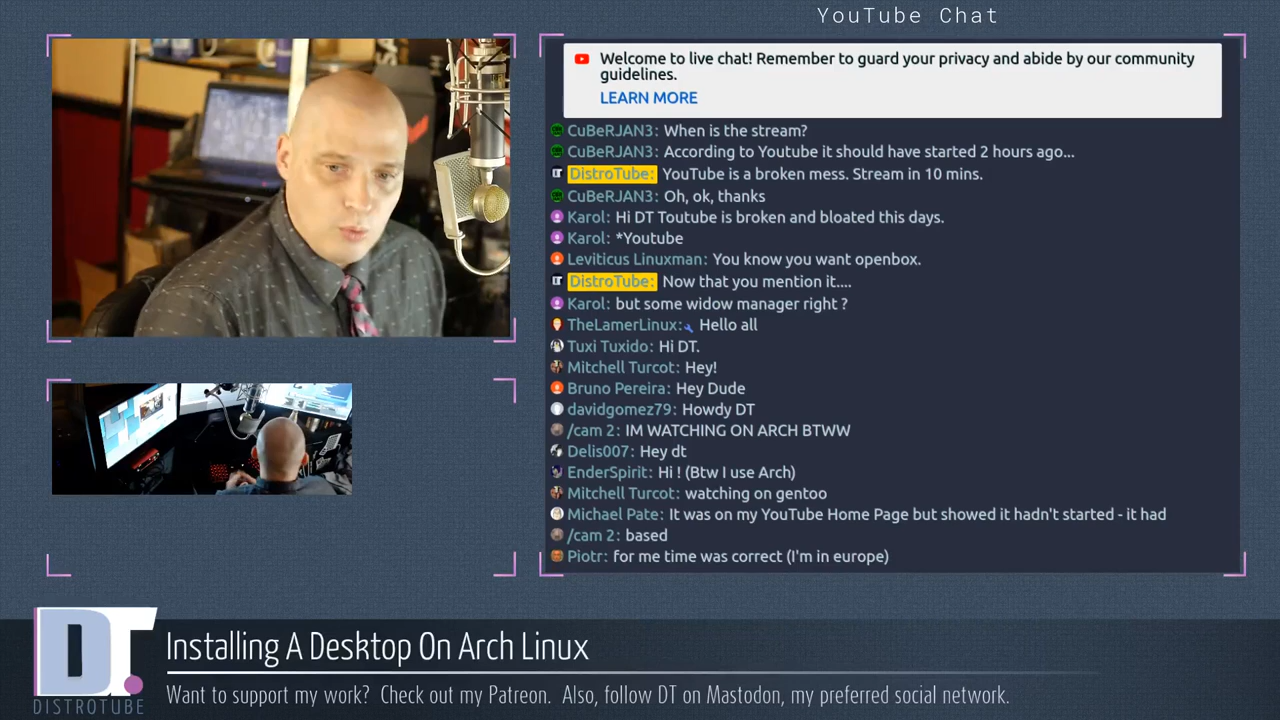 YouTube Chat
Welcome to live chat! Remember to guard your privacy and abide by our community
guidelines.
LEARN MORE
CuBeRJAN3: When is the stream?
CuBeRJAN3: According to Youtube it should have started 2 hours ago...
DistroTube: YouTube is a broken mess. Stream in 10 mins.
CuBeRJAN3: Oh, ok, thanks
Karol: Hi DT Toutube is broken and bloated this days.
Karol: *Youtube
Leviticus Linuxman: You know you want openbox.
DistroTube: Now that you mention it....
Karol: but some widow manager right ?
TheLamerLinux: Hello all
Tuxi Tuxido: Hi DT.
Mitchell Turcot: Hey!
Bruno Pereira: Hey Dude
davidgomez79: Howdy DT
/cam 2: IM WATCHING ON ARCH BTWW
Delis007: Hey dt
EnderSpirit: Hi ! (Btw I use Arch)
Mitchell Turcot: watching on gentoo
Michael Pate: It was on my YouTube Home Page but showed it hadn't started - it had
/cam 2: based
Piotr: for me time was correct (I'm in europe)
DT
DISTROTUBE
Installing A Desktop On Arch Linux
Want to support my work? Check out my Patreon. Also, follow DT on Mastodon, my preferred social network.